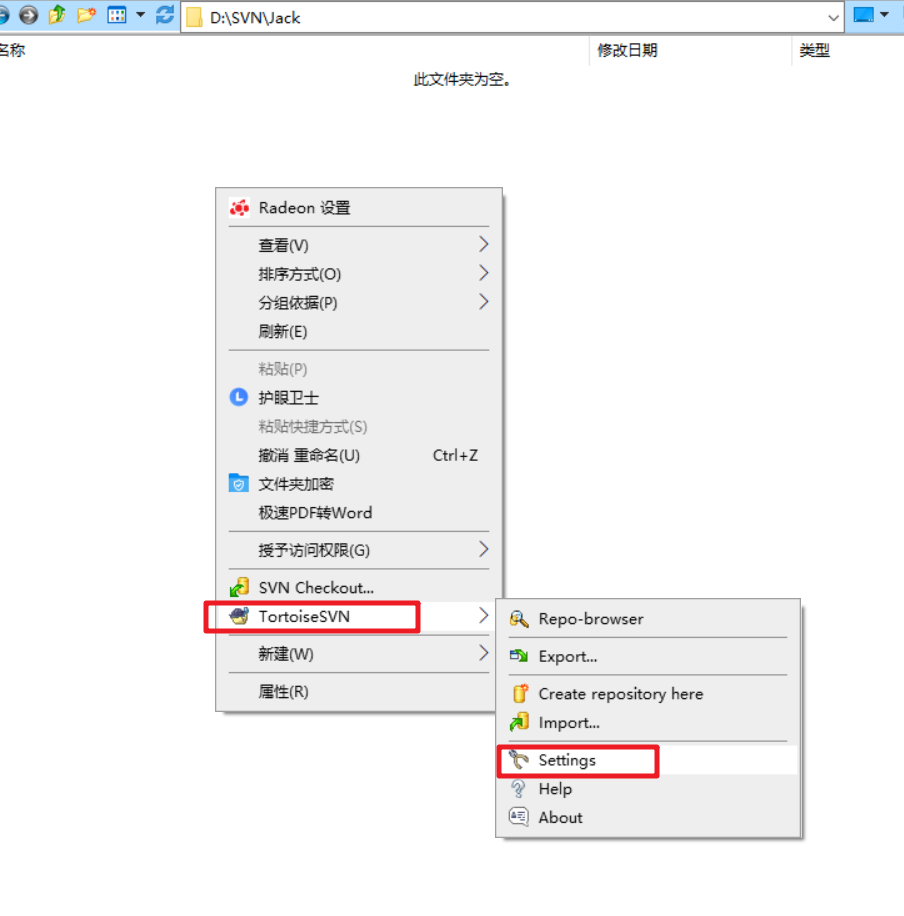 D:\SVN\Jack
名称 修改日期 类型
此文件夹为空。
Radeon 设置
查看(V)
排序方式(O)
分组依据(P)
刷新(E)
粘贴(P)
护眼卫士
粘贴快捷方式(S)
撤消 重命名(U) Ctrl+Z
文件夹加密
极速PDF转Word
授予访问权限(G)
SVN Checkout...
TortoiseSVN
新建(W)
属性(R)
Repo-browser
Export...
Create repository here
Import...
Settings
Help
About